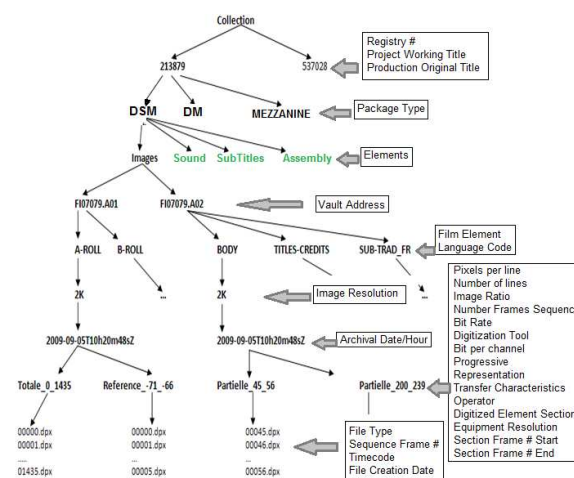 Collection
Registry #
Project Working Title
Production Original Title
213879
537028
DSM
DM
MEZZANINE
Package Type
Images
Sound
SubTitles
Assembly
Elements
FI07079.A01
FI07079.A02
Vault Address
A-ROLL
B-ROLL
BODY
TITLES-CREDITS
SUB-TRAD_FR
Film Element
Language Code
2K
...
2K
...
Image Resolution
Pixels per line
Number of lines
Image Ratio
Number Frames Sequence
Bit Rate
Digitization Tool
Bit per channel
Progressive
Representation
Transfer Characteristics
Operator
Digitized Element Section
Equipment Resolution
Section Frame # Start
Section Frame # End
2009-09-05T10h20m48sZ
2009-09-05T10h20m48sZ
Archival Date/Hour
Totale_0_1435
Reference_-71_-66
Partielle_45_56
Partielle_200_239
00000.dpx
00001.dpx
.....
01435.dpx
00000.dpx
00001.dpx
...
00005.dpx
00045.dpx
00046.dpx
...
00056.dpx
File Type
Sequence Frame #
Timecode
File Creation Date